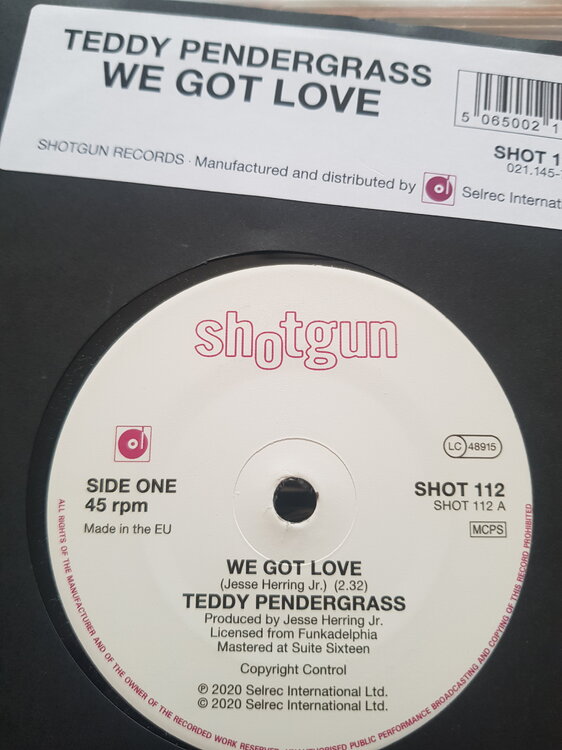 TEDDY PENDERGRASS
WE GOT LOVE
5 065002 1
SHOT 1
021.145-
SHOTGUN RECORDS · Manufactured and distributed by
Selrec Internat
shotgun
LC 48915
SIDE ONE
45 rpm
Made in the EU
SHOT 112
SHOT 112 A
MCPS
WE GOT LOVE
(Jesse Herring Jr.) (2.32)
TEDDY PENDERGRASS
Produced by Jesse Herring Jr.
Licensed from Funkadelphia
Mastered at Suite Sixteen
Copyright Control
℗ 2020 Selrec International Ltd.
© 2020 Selrec International Ltd.
ALL RIGHTS OF THE MANUFACTURER AND OF THE OWNER OF THE RECORDED WORK RESERVED UNAUTHORISED PUBLIC PERFORMANCE BROADCASTING AND COPYING OF THIS RECORD PROHIBITED